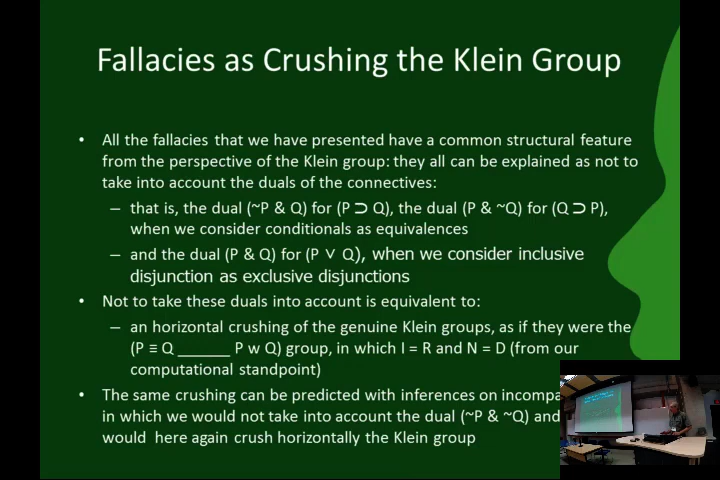 Fallacies as Crushing the Klein Group
• All the fallacies that we have presented have a common structural feature
from the perspective of the Klein group: they all can be explained as not to
take into account the duals of the connectives:
– that is, the dual (~P & Q) for (P ⊃ Q), the dual (P & ~Q) for (Q ⊃ P),
when we consider conditionals as equivalences
– and the dual (P & Q) for (P ∨ Q), when we consider inclusive
disjunction as exclusive disjunctions
• Not to take these duals into account is equivalent to:
– an horizontal crushing of the genuine Klein groups, as if they were the
(P ≡ Q ______ P w Q) group, in which I = R and N = D (from our
computational standpoint)
• The same crushing can be predicted with inferences on
in which we would not take into account the dual (~P & ~Q) and
would here again crush horizontally the Klein group